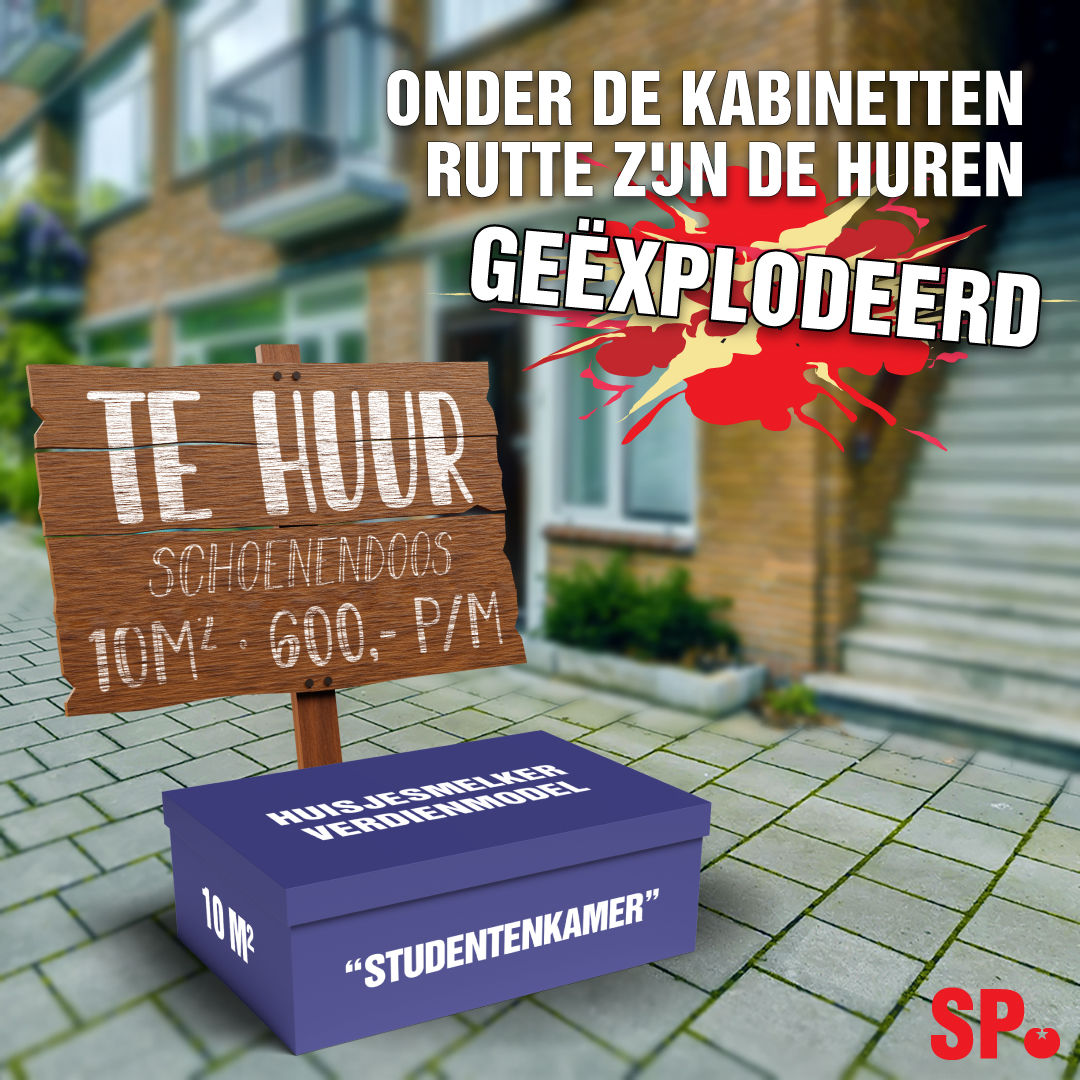 ONDER DE KABINETTEN
RUTTE ZIJN DE HUREN
GEËXPLODEERD
TE HUUR
SCHOENENDOOS
10M² · 600,- P/M
HUISJESMELKER
VERDIENMODEL
10 M²
“STUDENTENKAMER”
SP